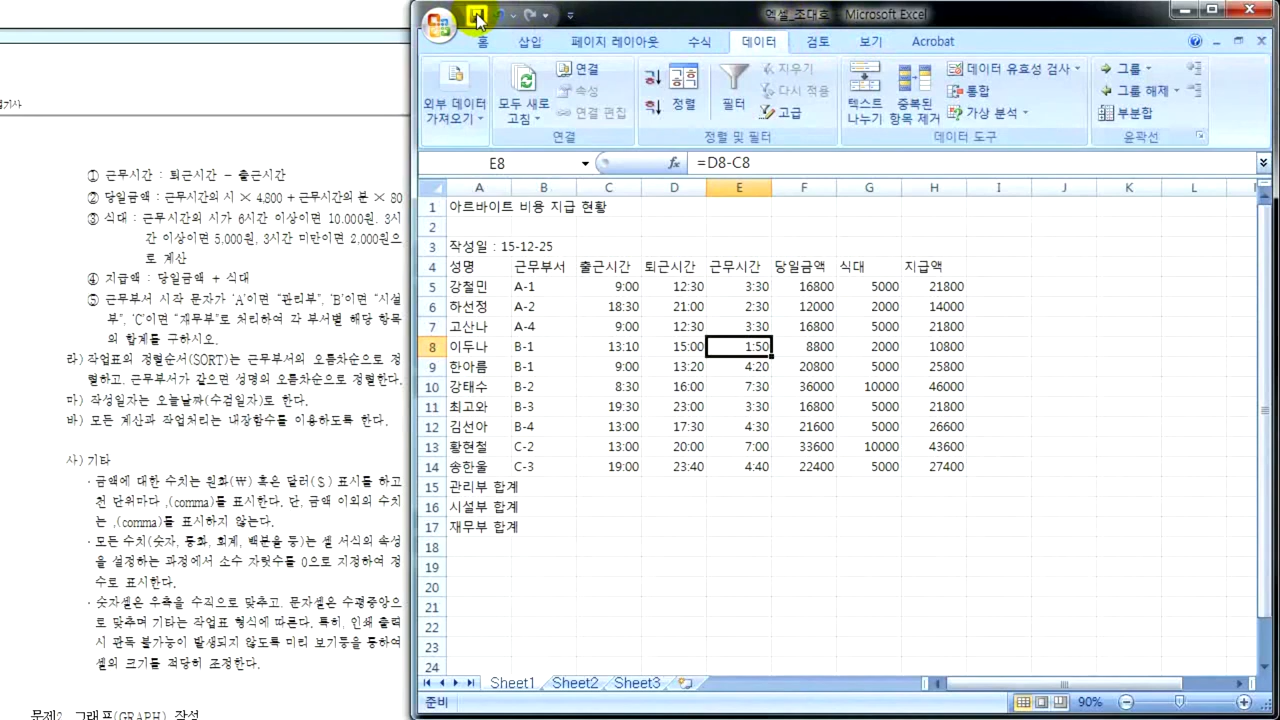 ① 근무시간 : 퇴근시간 - 출근시간
② 당일금액 : 근무시간의 시 × 4,800 + 근무시간의 분 × 80
③ 식대 : 근무시간의 시가 6시간 이상이면 10,000원, 3시
간 이상이면 5,000원, 3시간 미만이면 2,000원으
로 계산
④ 지급액 : 당일금액 + 식대
⑤ 근무부서 시작 문자가 'A'이면 "관리부", 'B'이면 "시설
부", 'C'이면 "재무부"로 처리하여 각 부서별 해당 항목
의 합계를 구하시오.
라) 작업표의 정렬순서(SORT)는 근무부서의 오름차순으로 정
렬하고, 근무부서가 같으면 성명의 오름차순으로 정렬한다.
마) 작성일자는 오늘날짜(수검일자)로 한다.
바) 모든 계산과 작업처리는 내장함수를 이용하도록 한다.
사) 기타
· 금액에 대한 수치는 원화(₩) 혹은 달러($) 표시를 하고
천 단위마다 ,(comma)를 표시한다. 단, 금액 이외의 수치
는 ,(comma)를 표시하지 않는다.
· 모든 수치(숫자, 통화, 회계, 백분율 등)는 셀 서식의 속성
을 설정하는 과정에서 소수 자릿수를 0으로 지정하여 정
수로 표시한다.
· 숫자셀은 우측을 수직으로 맞추고, 문자셀은 수평중앙으
로 맞추며 기타는 작업표 형식에 따른다. 특히, 인쇄 출력
시 판독 불가능이 발생되지 않도록 미리 보기등을 통하여
셀의 크기를 적당히 조정한다.
문제2 그래프(GRAPH) 작성
엑셀_조대호 - Microsoft Excel
홈 삽입 페이지 레이아웃 수식 데이터 검토 보기 Acrobat
외부 데이터 가져오기
모두 새로 고침
연결
속성
연결 편집
정렬
필터
지우기
다시 적용
고급
텍스트 나누기
중복된 항목 제거
데이터 유효성 검사
통합
가상 분석
그룹
그룹 해제
부분합
연결 정렬 및 필터 데이터 도구 윤곽선
E8 fx =D8-C8
A B C D E F G H I J K L
1 아르바이트 비용 지급 현황
2
3 작성일 : 15-12-25
4 성명 근무부서 출근시간 퇴근시간 근무시간 당일금액 식대 지급액
5 강철민 A-1 9:00 12:30 3:30 16800 5000 21800
6 하선정 A-2 18:30 21:00 2:30 12000 2000 14000
7 고산나 A-4 9:00 12:30 3:30 16800 5000 21800
8 이두나 B-1 13:10 15:00 1:50 8800 2000 10800
9 한아름 B-1 9:00 13:20 4:20 20800 5000 25800
10 강태수 B-2 8:30 16:00 7:30 36000 10000 46000
11 최고와 B-3 19:30 23:00 3:30 16800 5000 21800
12 김선아 B-4 13:00 17:30 4:30 21600 5000 26600
13 황현철 C-2 13:00 20:00 7:00 33600 10000 43600
14 송한울 C-3 19:00 23:40 4:40 22400 5000 27400
15 관리부 합계
16 시설부 합계
17 재무부 합계
18
19
20
21
22
23
24
Sheet1 Sheet2 Sheet3
준비 90%